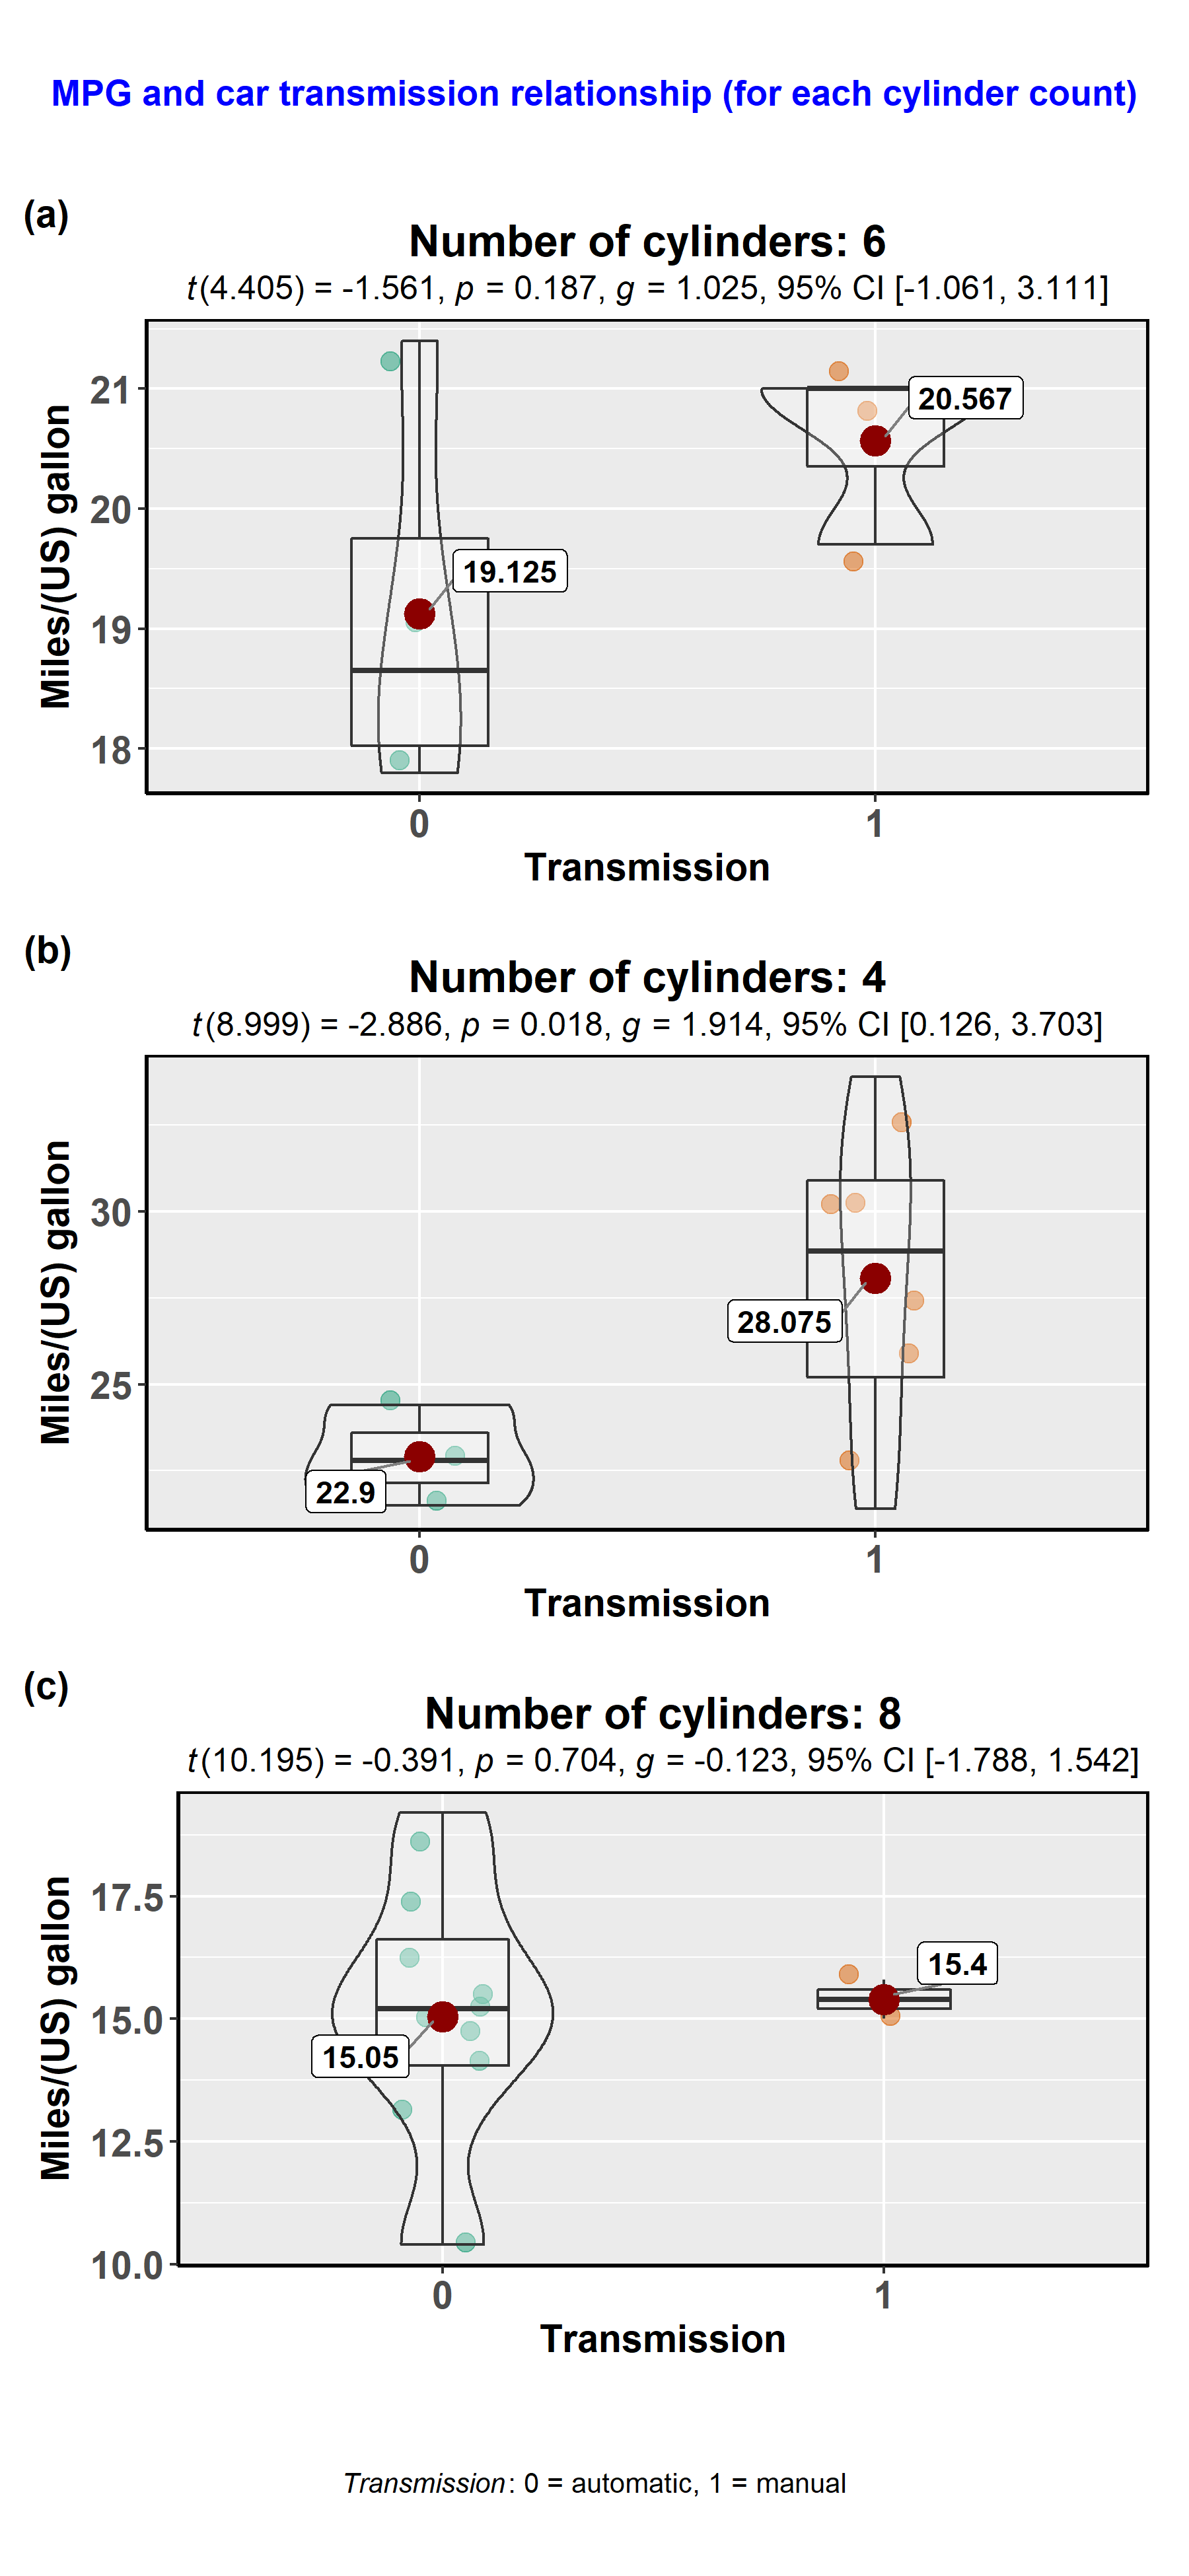 MPG and car transmission relationship (for each cylinder count)
(a)
Number of cylinders: 6
t(4.405) = -1.561, p = 0.187, g = 1.025, 95% CI [-1.061, 3.111]
Miles/(US) gallon
21
20
19
18
20.567
19.125
0
1
Transmission
(b)
Number of cylinders: 4
t(8.999) = -2.886, p = 0.018, g = 1.914, 95% CI [0.126, 3.703]
Miles/(US) gallon
30
25
28.075
22.9
0
1
Transmission
(c)
Number of cylinders: 8
t(10.195) = -0.391, p = 0.704, g = -0.123, 95% CI [-1.788, 1.542]
Miles/(US) gallon
17.5
15.0
12.5
10.0
15.4
15.05
0
1
Transmission
Transmission: 0 = automatic, 1 = manual